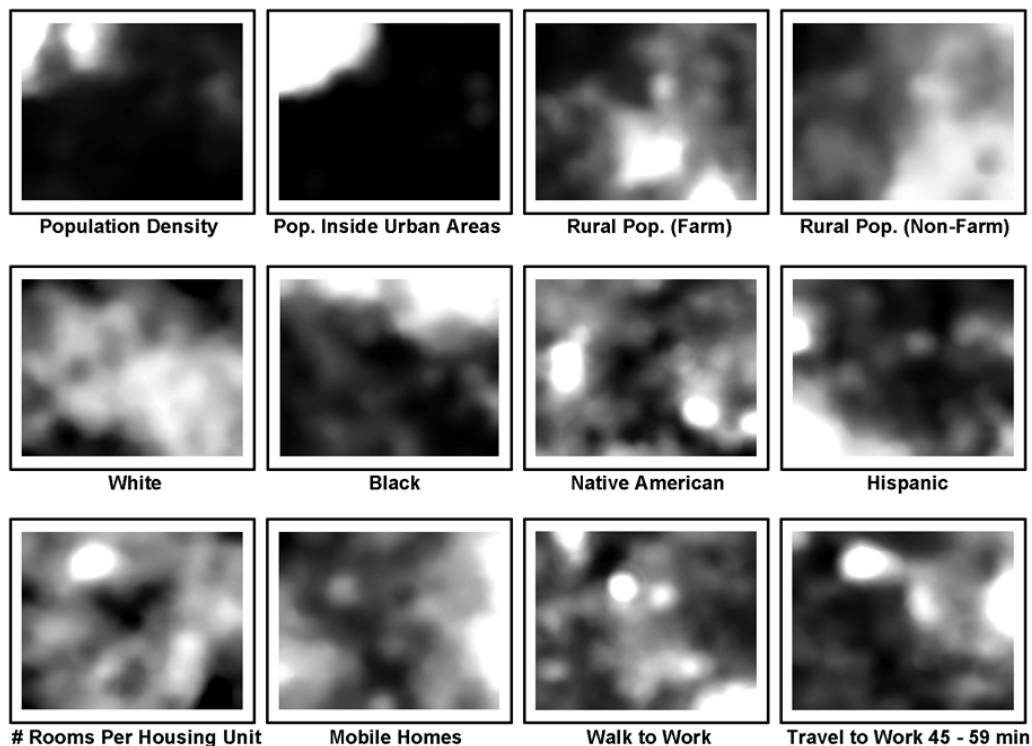 Population Density
Pop. Inside Urban Areas
Rural Pop. (Farm)
Rural Pop. (Non-Farm)
White
Black
Native American
Hispanic
# Rooms Per Housing Unit
Mobile Homes
Walk to Work
Travel to Work 45 - 59 min